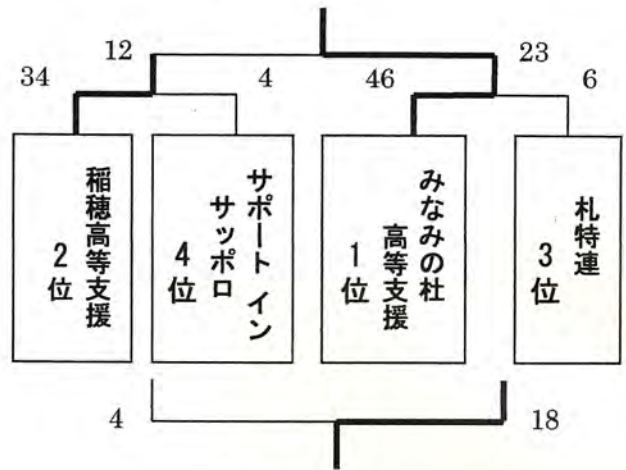 12
23
34
4
46
6
稲穂高等支援
2位
サポート イン
サッポロ
4位
みなみの杜
高等支援
1位
札特連
3位
4
18